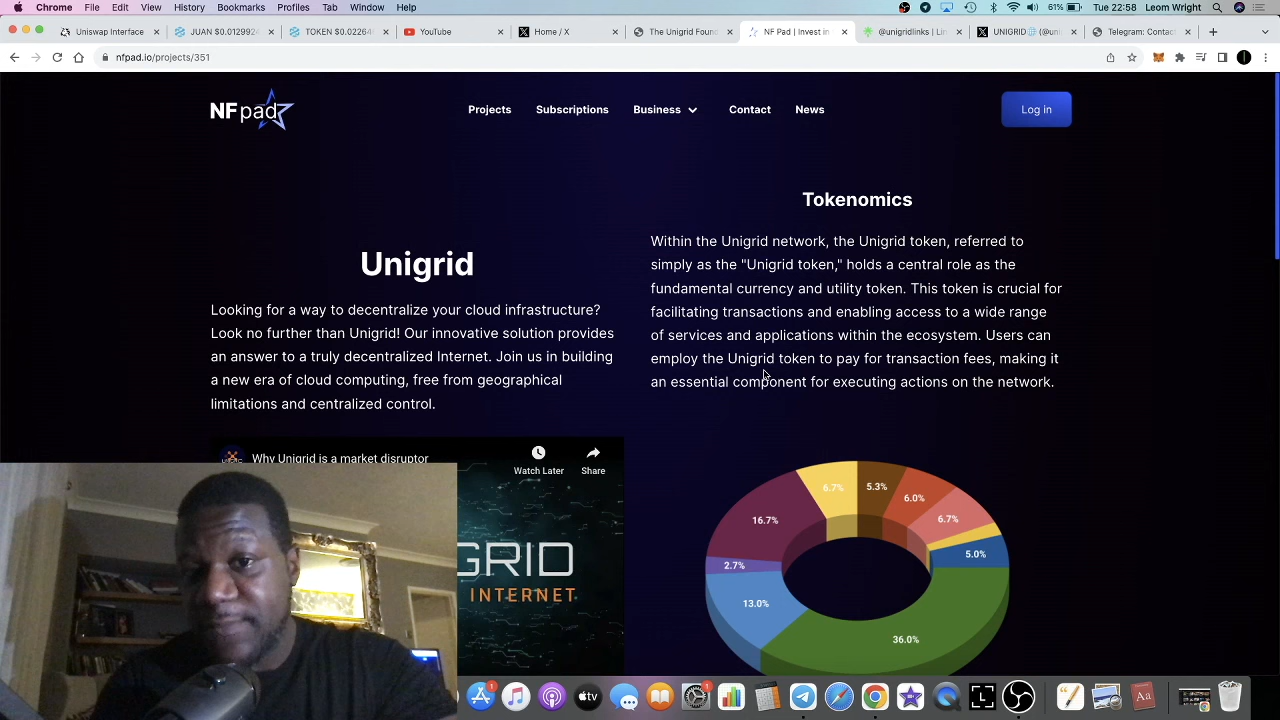 Chrome File Edit View History Bookmarks Profiles Tab Window Help 61% Tue 22:58 Leom Wright
Uniswap Interface JUAN $0.01299 TOKEN $0.0226 YouTube Home / X The Unigrid Foun NF Pad | Invest in @unigridlinks | Lin UNIGRID (@un Telegram: Contac
nfpad.io/projects/351
NFpad Projects Subscriptions Business Contact News Log in
Tokenomics
Within the Unigrid network, the Unigrid token, referred to
simply as the "Unigrid token," holds a central role as the
fundamental currency and utility token. This token is crucial for
facilitating transactions and enabling access to a wide range
of services and applications within the ecosystem. Users can
employ the Unigrid token to pay for transaction fees, making it
an essential component for executing actions on the network.
Unigrid
Looking for a way to decentralize your cloud infrastructure?
Look no further than Unigrid! Our innovative solution provides
an answer to a truly decentralized Internet. Join us in building
a new era of cloud computing, free from geographical
limitations and centralized control.
Why Unigrid is a market disruptor
Watch Later Share
GRID
INTERNET
6.7% 5.3%
6.0%
16.7% 6.7%
5.0%
2.7%
13.0%
36.0%